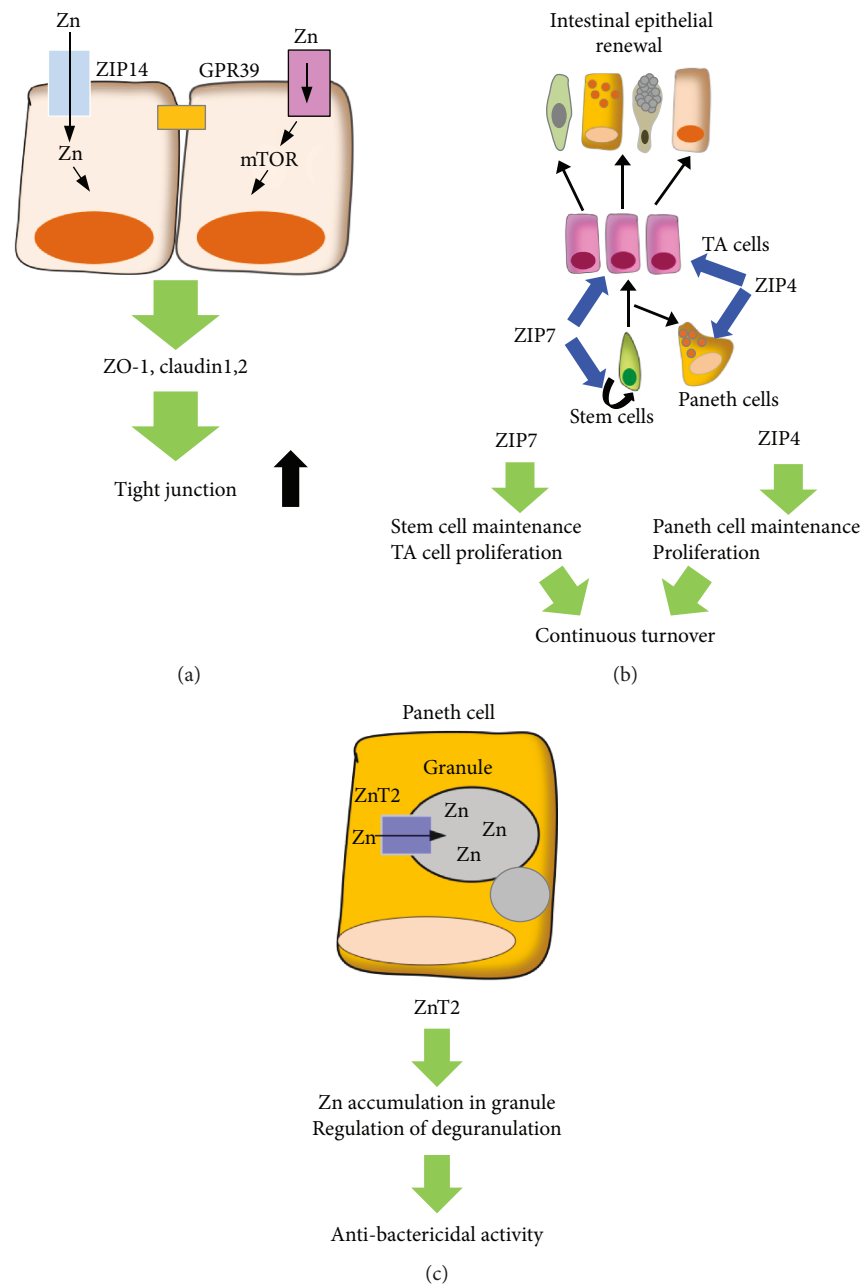 Zn
Zn
ZIP14
GPR39
Zn
mTOR
ZO-1, claudin1,2
Tight junction
(a)
Intestinal epithelial
renewal
TA cells
ZIP4
ZIP7
Stem cells
Paneth cells
ZIP7
ZIP4
Stem cell maintenance
TA cell proliferation
Paneth cell maintenance
Proliferation
Continuous turnover
(b)
Paneth cell
Granule
ZnT2
Zn
Zn
Zn
Zn
ZnT2
Zn accumulation in granule
Regulation of deguranulation
Anti-bactericidal activity
(c)